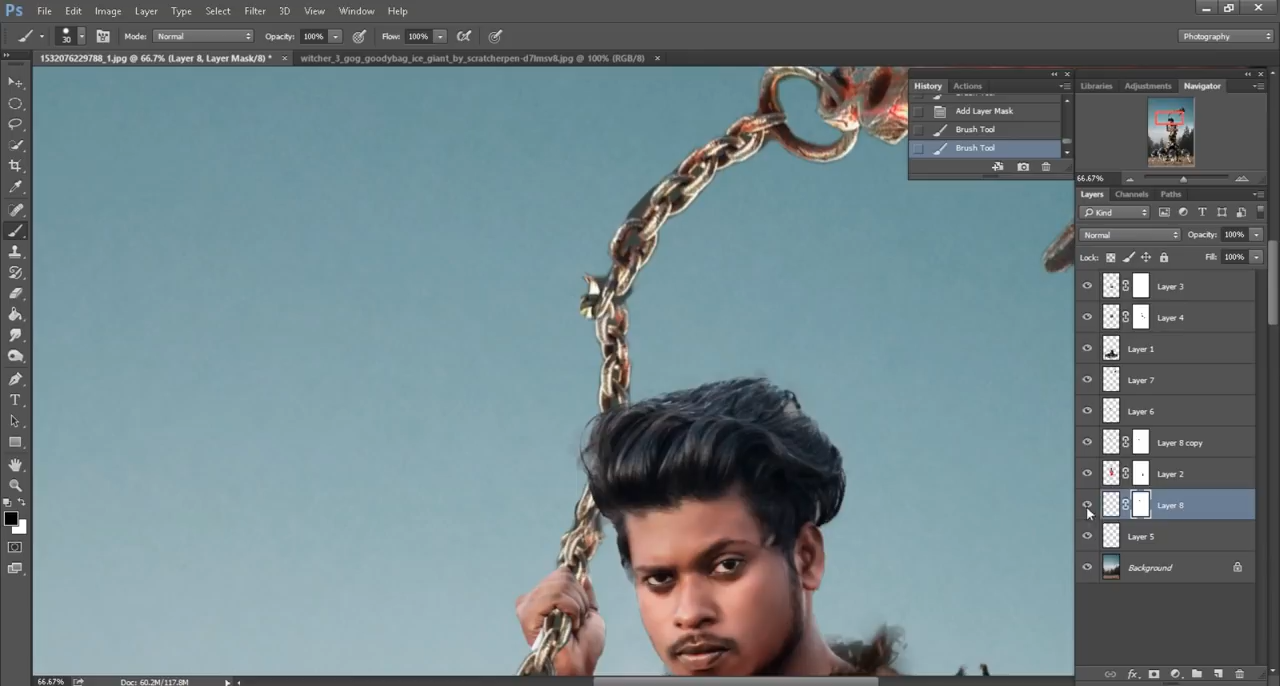 Ps File Edit Image Layer Type Select Filter 3D View Window Help
30 Mode: Normal Opacity: 100% Flow: 100% Photography
1532076229788_1.jpg @ 66.7% (Layer 8, Layer Mask/8) * × witcher_3_gog_goodybag_ice_giant_by_scratcherpen-d7lmsv8.jpg @ 100% (RGB/8) ×
History Actions
Brush Tool
Add Layer Mask
Brush Tool
Brush Tool
Libraries Adjustments Navigator
66.67%
Layers Channels Paths
Kind
Normal Opacity: 100%
Lock: Fill: 100%
Layer 3
Layer 4
Layer 1
Layer 7
Layer 6
Layer 8 copy
Layer 2
Layer 8
Layer 5
Background
66.67% Doc: 60.2M/117.8M
fx